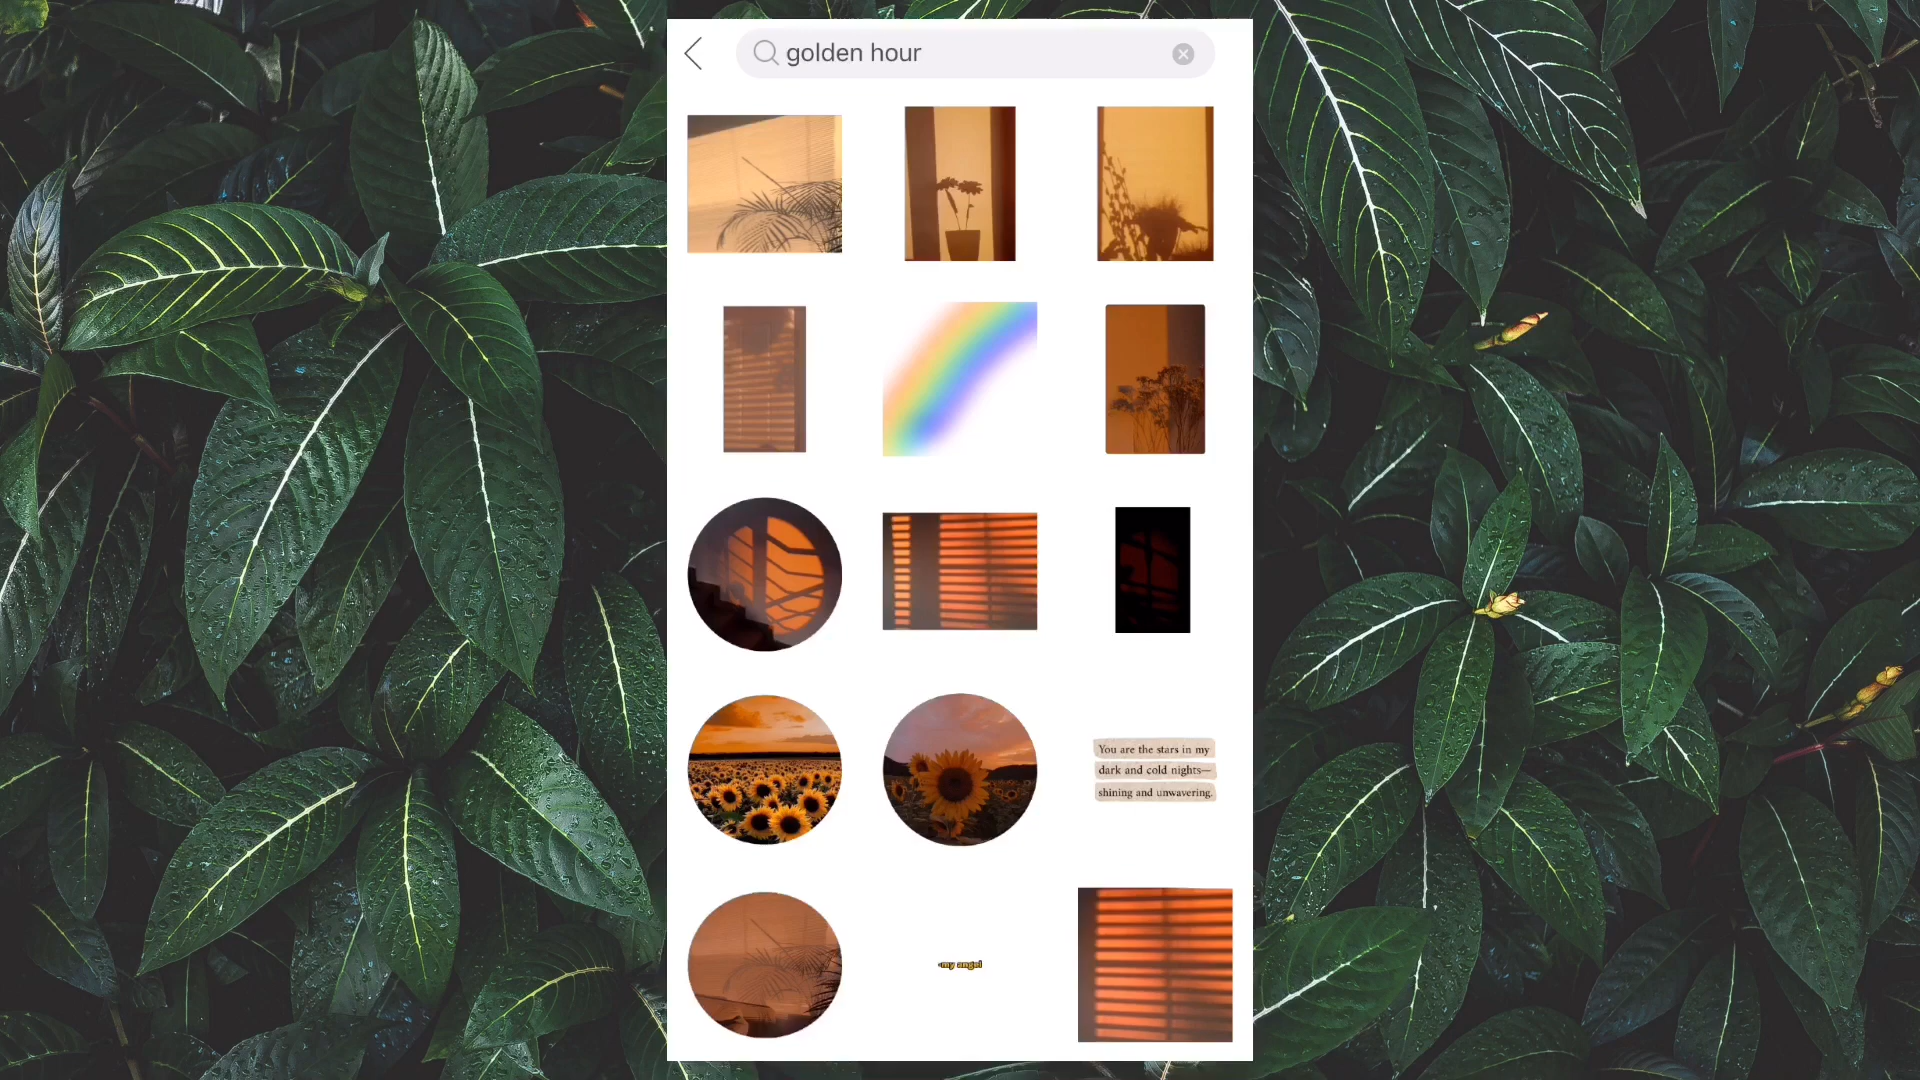 golden hour
You are the stars in my
dark and cold nights—
shining and unwavering.
-my angel